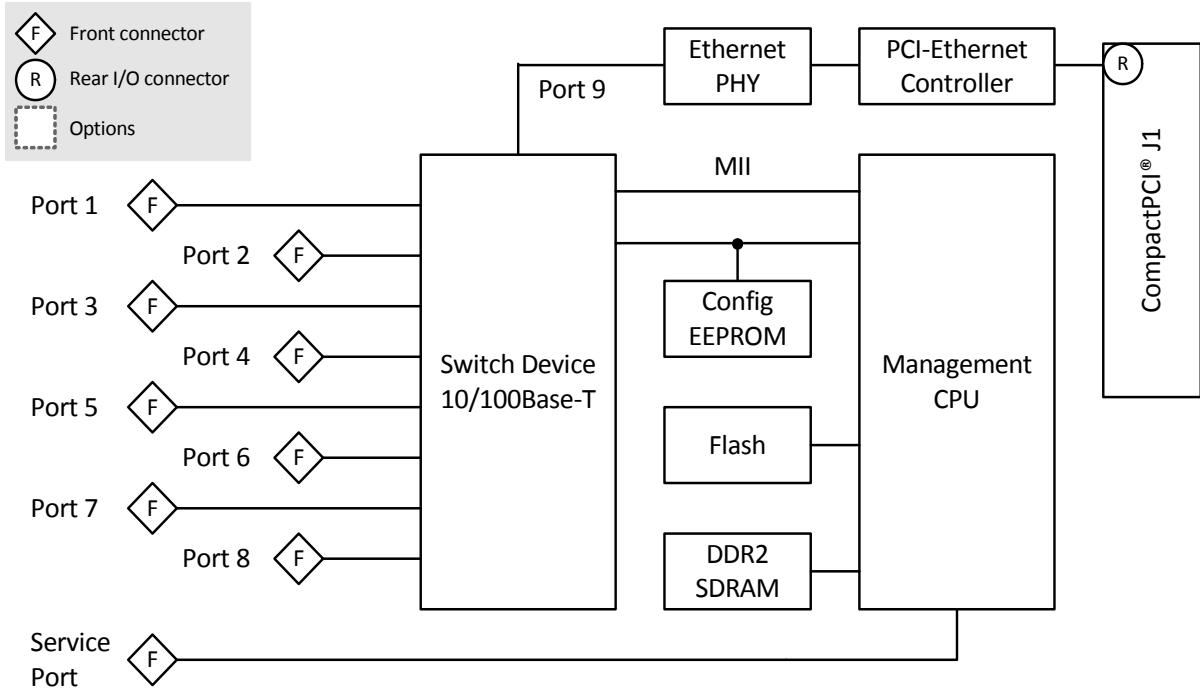 F
Front connector
R
Rear I/O connector
Options
Ethernet
PHY
PCI-Ethernet
Controller
R
Port 9
CompactPCI® J1
MII
Port 1
F
Port 2
F
Port 3
F
Port 4
F
Port 5
F
Port 6
F
Port 7
F
Port 8
F
Switch Device
10/100Base-T
Config
EEPROM
Flash
DDR2
SDRAM
Management
CPU
Service
Port
F